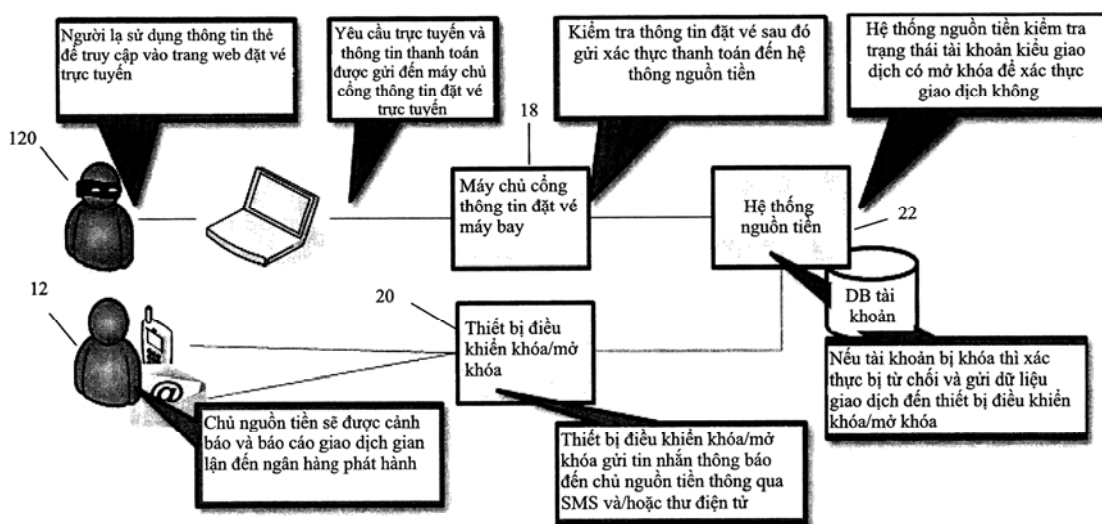 Người lạ sử dụng thông tin thẻ
để truy cập vào trang web đặt vé
trực tuyến
Yêu cầu trực tuyến và
thông tin thanh toán
được gửi đến máy chủ
cổng thông tin đặt vé
trực tuyến
Kiểm tra thông tin đặt vé sau đó
gửi xác thực thanh toán đến hệ
thông nguồn tiền
Hệ thống nguồn tiền kiểm tra
trạng thái tài khoản kiểu giao
dịch có mở khóa để xác thực
giao dịch không
120
18
Máy chủ cổng
thông tin đặt vé
máy bay
Hệ thống
nguồn tiền
22
DB tài
khoản
12
20
Thiết bị điều
khiển khóa/mở
khóa
@
Chủ nguồn tiền sẽ được cảnh
báo và báo cáo giao dịch gian
lận đến ngân hàng phát hành
Thiết bị điều khiển khóa/mở
khóa gửi tin nhắn thông báo
đến chủ nguồn tiền thông qua
SMS và/hoặc thư điện tử
Nếu tài khoản bị khóa thì xác
thực bị từ chối và gửi dữ liệu
giao dịch đến thiết bị điều khiển
khóa/mở khóa